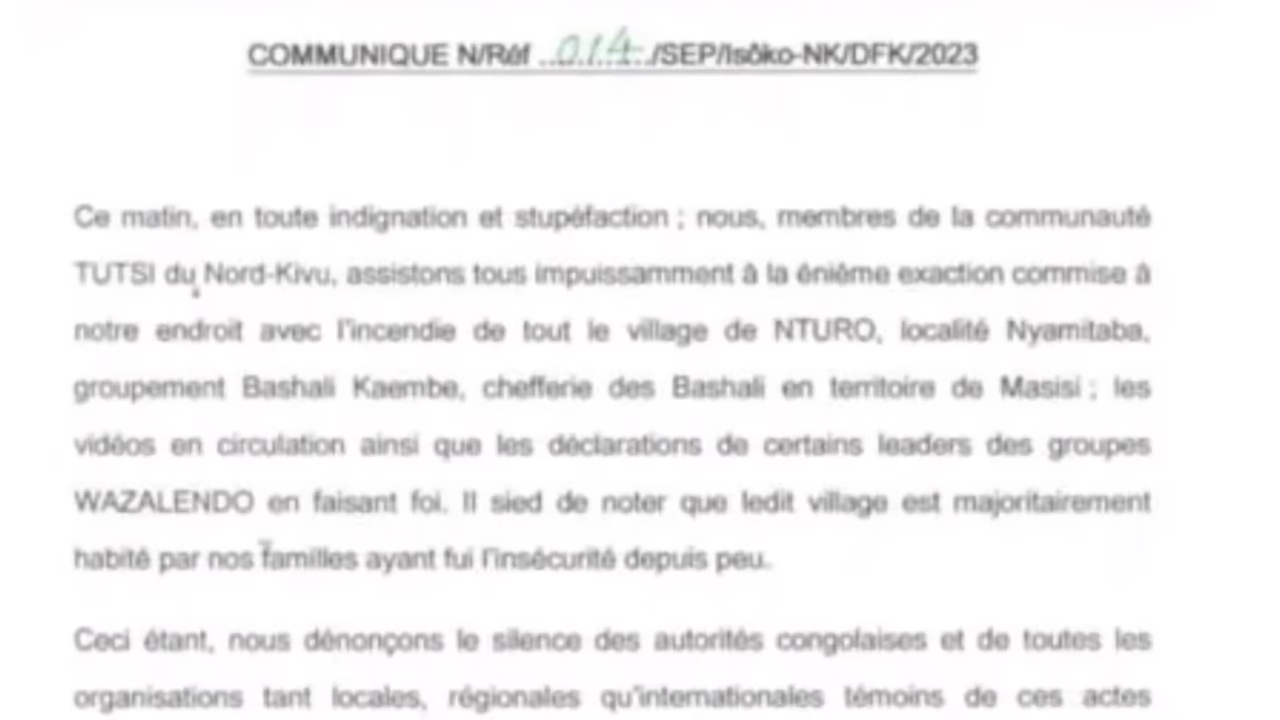 COMMUNIQUE N/Réf ..014../SEP/Isôko-NK/DFK/2023
Ce matin, en toute indignation et stupéfaction ; nous, membres de la communauté
TUTSI du Nord-Kivu, assistons tous impuissamment à la énième exaction commise à
notre endroit avec l'incendie de tout le village de NTURO, localité Nyamitaba,
groupement Bashali Kaembe, chefferie des Bashali en territoire de Masisi ; les
vidéos en circulation ainsi que les déclarations de certains leaders des groupes
WAZALENDO en faisant foi. Il sied de noter que ledit village est majoritairement
habité par nos familles ayant fui l'insécurité depuis peu.
Ceci étant, nous dénonçons le silence des autorités congolaises et de toutes les
organisations tant locales, régionales qu'internationales témoins de ces actes